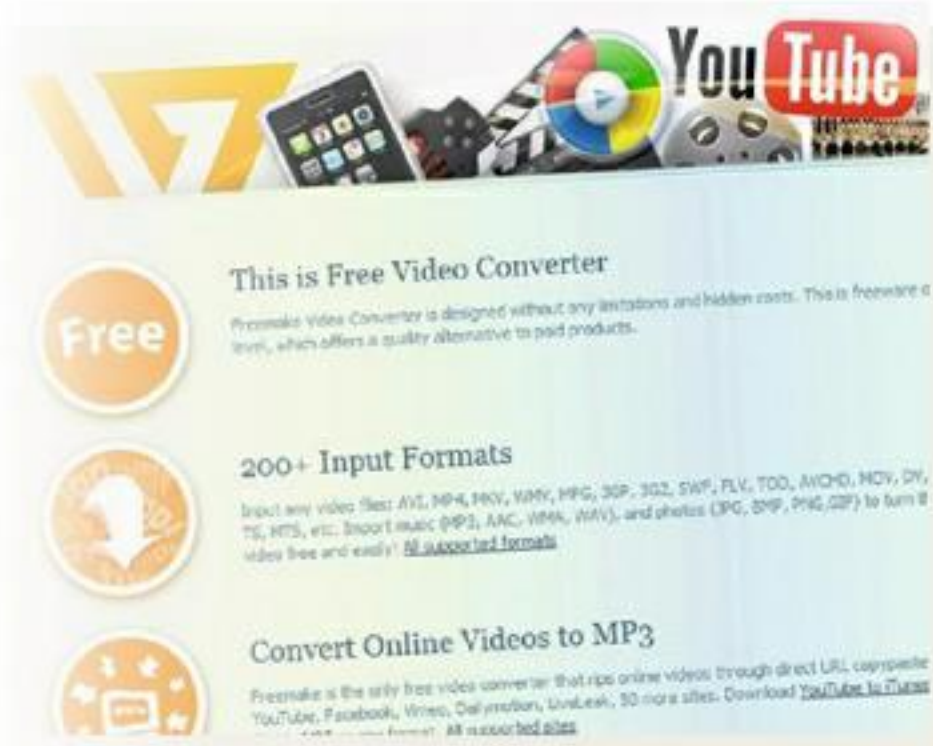 You Tube
This is Free Video Converter
Free
Freemake Video Converter is designed without any limitations and hidden costs. This is freeware
level, which offers a quality alternative to paid products.
200+ Input Formats
Input any video files: AVI, MP4, MKV, WMV, MPG, 3GP, 3G2, SWF, FLV, TOD, AVCHD, MOV, DV,
TS, MTS, etc. Import music (MP3, AAC, WMA, WAV), and photos (JPG, BMP, PNG, GIF) to turn
video free and easily! All supported formats
Convert Online Videos to MP3
Freemake is the only free video converter that rips online videos through direct URL
YouTube, Facebook, Vimeo, Dailymotion, LiveLeak, 50 more sites. Download YouTube to iTunes
All supported sites